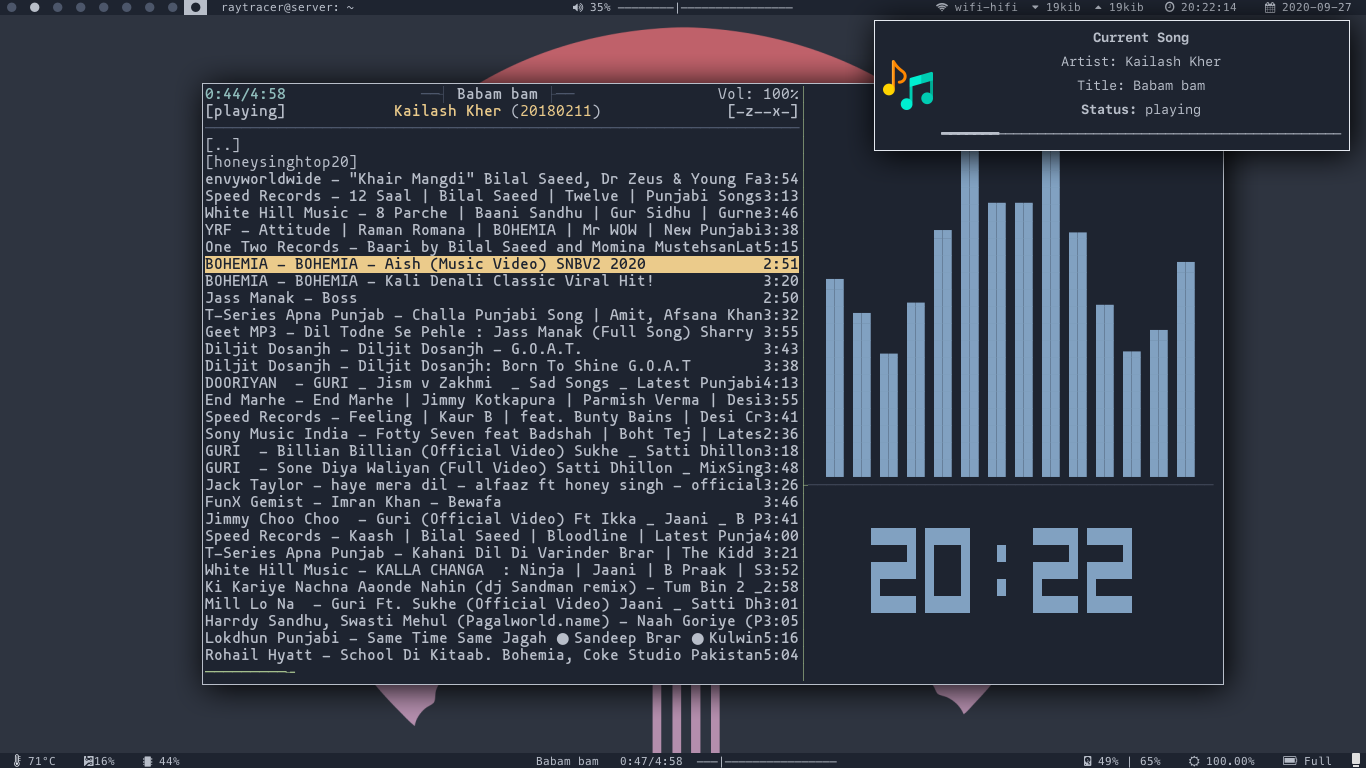 raytracer@server: ~
35%
wifi-hifi 19kib 19kib 20:22:14 2020-09-27
Current Song
Artist: Kailash Kher
Title: Babam bam
Status: playing
0:44/4:58 Babam bam Vol: 100%
[playing] Kailash Kher (20180211) [-z--x-]
[..]
[honeysinghtop20]
envyworldwide - "Khair Mangdi" Bilal Saeed, Dr Zeus & Young Fa3:54
Speed Records - 12 Saal | Bilal Saeed | Twelve | Punjabi Songs3:13
White Hill Music - 8 Parche | Baani Sandhu | Gur Sidhu | Gurne3:46
YRF - Attitude | Raman Romana | BOHEMIA | Mr WOW | New Punjabi3:38
One Two Records - Baari by Bilal Saeed and Momina MustehsanLat5:15
BOHEMIA - BOHEMIA - Aish (Music Video) SNBV2 2020 2:51
BOHEMIA - BOHEMIA - Kali Denali Classic Viral Hit! 3:20
Jass Manak - Boss 2:50
T-Series Apna Punjab - Challa Punjabi Song | Amit, Afsana Khan3:32
Geet MP3 - Dil Todne Se Pehle : Jass Manak (Full Song) Sharry 3:55
Diljit Dosanjh - Diljit Dosanjh - G.O.A.T. 3:43
Diljit Dosanjh - Diljit Dosanjh: Born To Shine G.O.A.T 3:38
DOORIYAN  - GURI _ Jism v Zakhmi  _ Sad Songs _ Latest Punjabi4:13
End Marhe - End Marhe | Jimmy Kotkapura | Parmish Verma | Desi3:55
Speed Records - Feeling | Kaur B | feat. Bunty Bains | Desi Cr3:41
Sony Music India - Fotty Seven feat Badshah | Boht Tej | Lates2:36
GURI  - Billian Billian (Official Video) Sukhe _ Satti Dhillon3:18
GURI  - Sone Diya Waliyan (Full Video) Satti Dhillon _ MixSing3:48
Jack Taylor - haye mera dil - alfaaz ft honey singh - official3:26
FunX Gemist - Imran Khan - Bewafa 3:46
Jimmy Choo Choo  - Guri (Official Video) Ft Ikka _ Jaani _ B P3:41
Speed Records - Kaash | Bilal Saeed | Bloodline | Latest Punja4:00
T-Series Apna Punjab - Kahani Dil Di Varinder Brar | The Kidd 3:21
White Hill Music - KALLA CHANGA  : Ninja | Jaani | B Praak | S3:52
Ki Kariye Nachna Aaonde Nahin (dj Sandman remix) - Tum Bin 2 _2:58
Mill Lo Na  - Guri Ft. Sukhe (Official Video) Jaani _ Satti Dh3:01
Harrdy Sandhu, Swasti Mehul (Pagalworld.name) - Naah Goriye (P3:05
Lokdhun Punjabi - Same Time Same Jagah ● Sandeep Brar ● Kulwin5:16
Rohail Hyatt - School Di Kitaab. Bohemia, Coke Studio Pakistan5:04
20:22
71°C 16% 44%
Babam bam 0:47/4:58
49% | 65% 100.00% Full